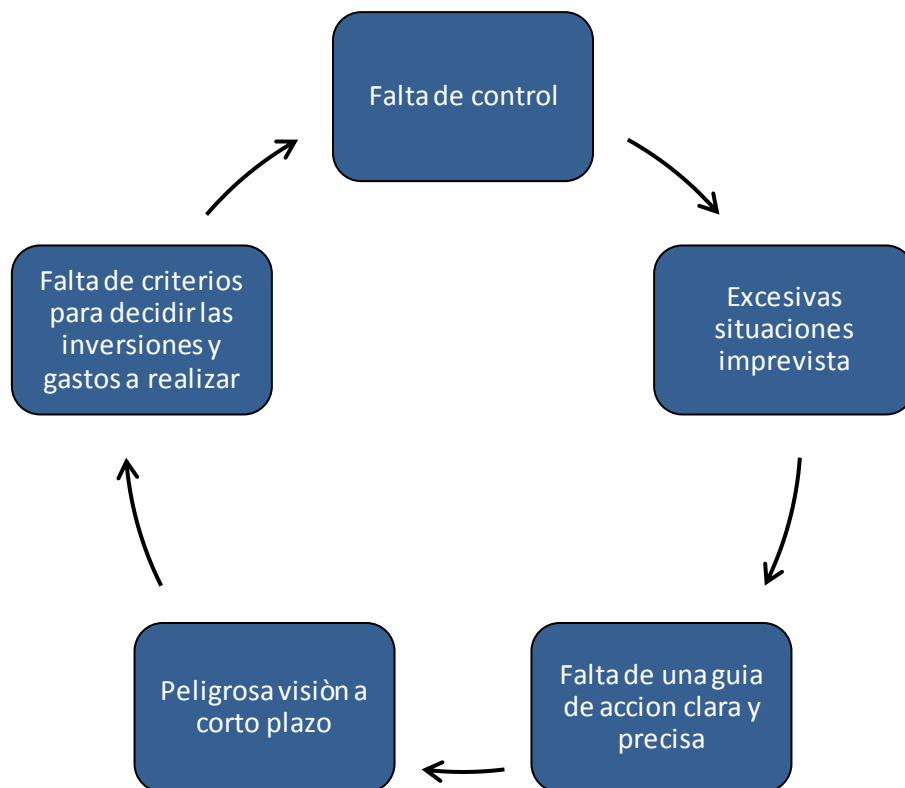 Falta de control
Excesivas
situaciones
imprevista
Falta de una guia
de accion clara y
precisa
Peligrosa visiòn a
corto plazo
Falta de criterios
para decidir las
inversiones y
gastos a realizar